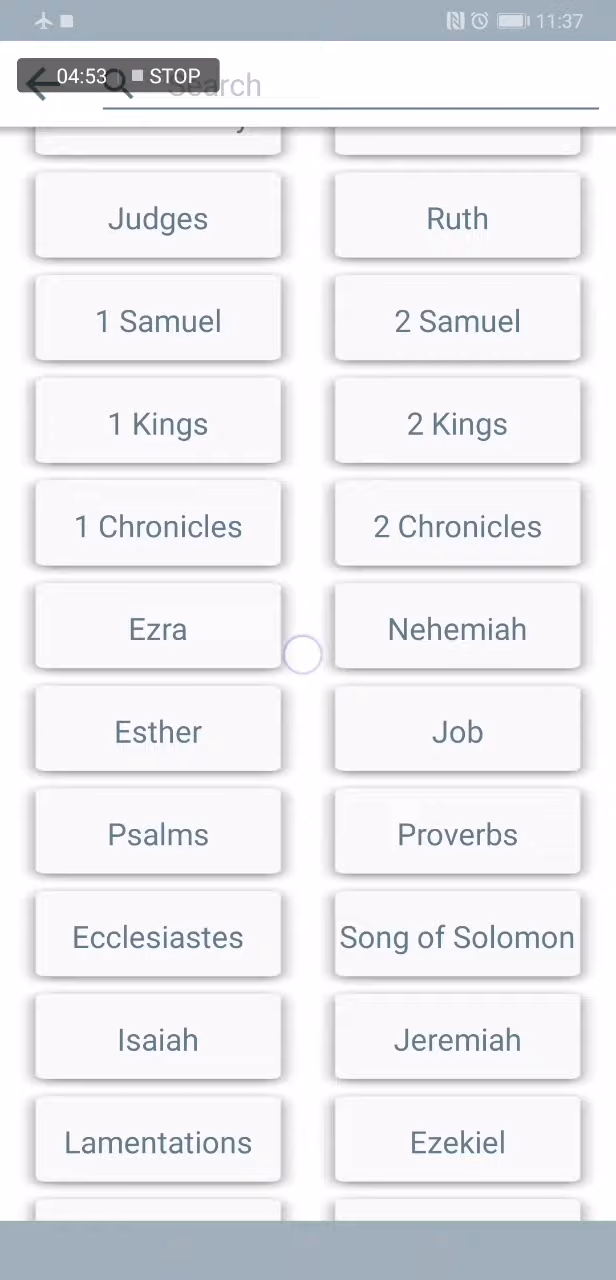 11:37
04:53 STOP
Search
Judges Ruth
1 Samuel 2 Samuel
1 Kings 2 Kings
1 Chronicles 2 Chronicles
Ezra Nehemiah
Esther Job
Psalms Proverbs
Ecclesiastes Song of Solomon
Isaiah Jeremiah
Lamentations Ezekiel